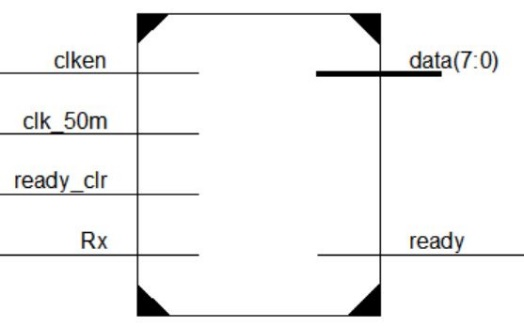 clken
data(7:0)
clk_50m
ready_clr
Rx
ready